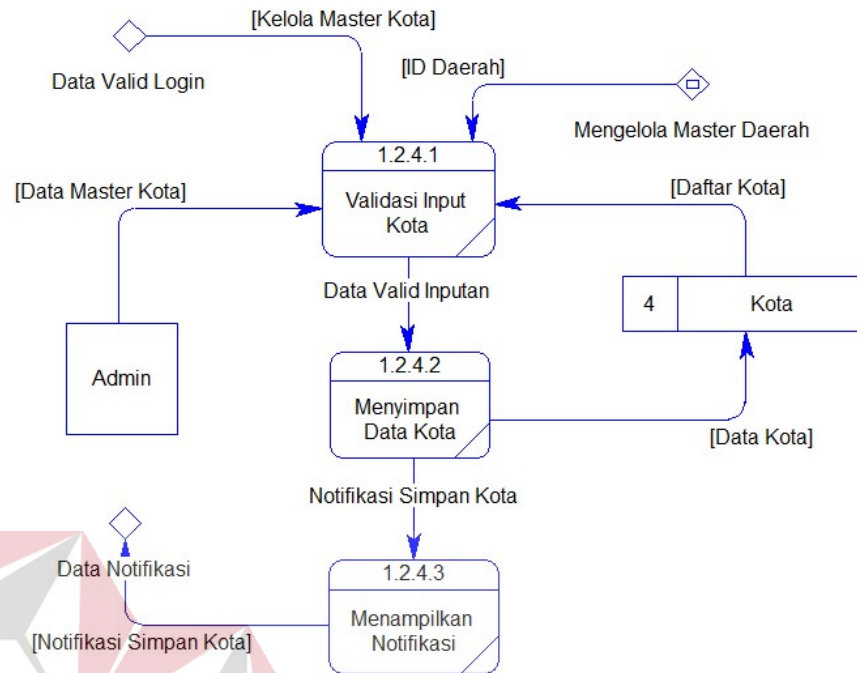 [Kelola Master Kota]
Data Valid Login
[ID Daerah]
Mengelola Master Daerah
1.2.4.1
Validasi Input
Kota
[Data Master Kota]
[Daftar Kota]
Data Valid Inputan
4 Kota
Admin
1.2.4.2
Menyimpan
Data Kota
[Data Kota]
Notifikasi Simpan Kota
Data Notifikasi
1.2.4.3
Menampilkan
Notifikasi
[Notifikasi Simpan Kota]